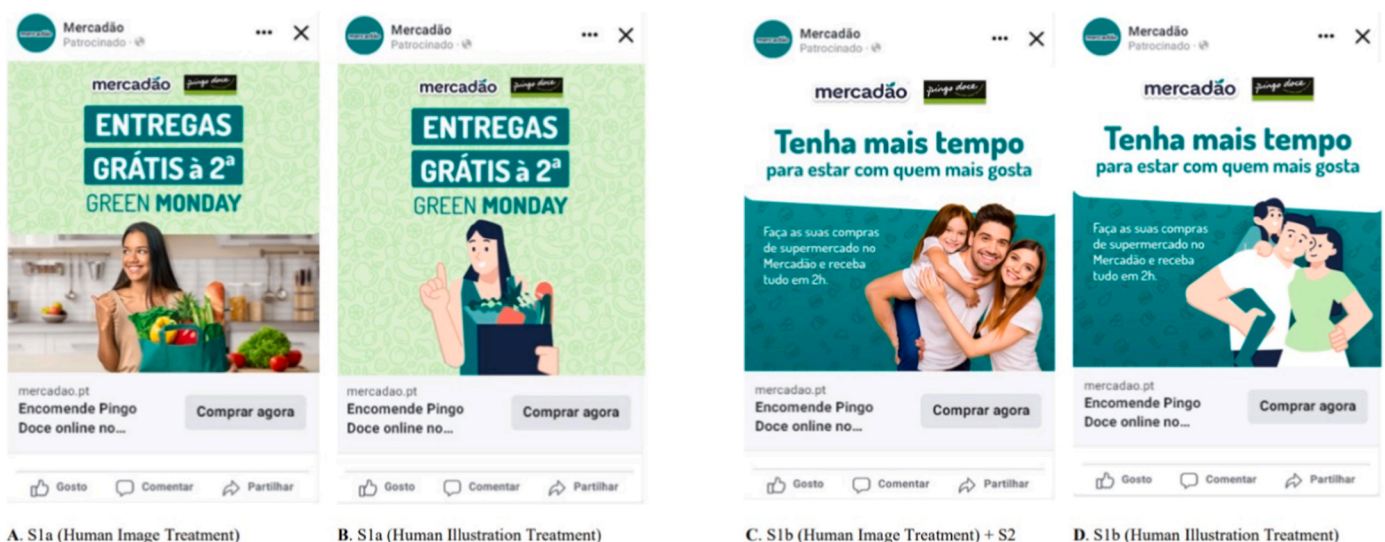 Mercadão
Patrocinado
mercadão
mercadão
pingo doce
ENTREGAS
GRÁTIS à 2ª
GREEN MONDAY
mercadao.pt
Encomende Pingo
Doce online no...
Comprar agora
Gosto
Comentar
Partilhar
A. S1a (Human Image Treatment)
Mercadão
Patrocinado
mercadão
mercadão
pingo doce
ENTREGAS
GRÁTIS à 2ª
GREEN MONDAY
mercadao.pt
Encomende Pingo
Doce online no...
Comprar agora
Gosto
Comentar
Partilhar
B. S1a (Human Illustration Treatment)
Mercadão
Patrocinado
mercadão
mercadão
pingo doce
Tenha mais tempo
para estar com quem mais gosta
Faça as suas compras
de supermercado no
Mercadão e receba
tudo em 2h.
mercadao.pt
Encomende Pingo
Doce online no...
Comprar agora
Gosto
Comentar
Partilhar
C. S1b (Human Image Treatment) + S2
Mercadão
Patrocinado
mercadão
mercadão
pingo doce
Tenha mais tempo
para estar com quem mais gosta
Faça as suas compras
de supermercado no
Mercadão e receba
tudo em 2h.
mercadao.pt
Encomende Pingo
Doce online no...
Comprar agora
Gosto
Comentar
Partilhar
D. S1b (Human Illustration Treatment)